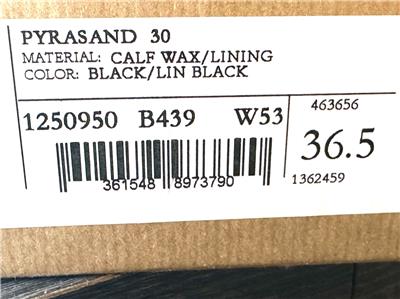 PYRASAND 30
MATERIAL: CALF WAX/LINING
COLOR: BLACK/LIN BLACK
1250950 B439 W53
463656
36.5
1362459
361548 8973790